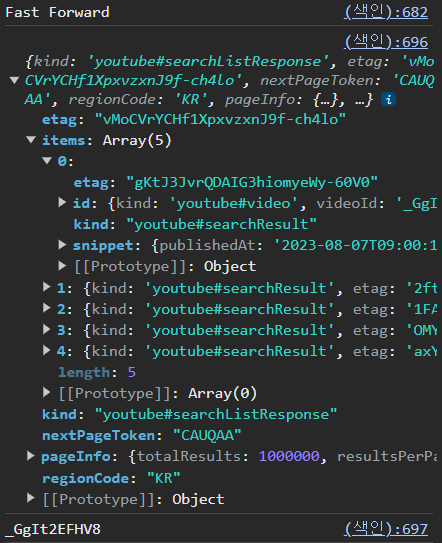 Fast Forward (색인):682
(색인):696
{kind: 'youtube#searchListResponse', etag: 'vMo
CVrYCHf1XpxvzxnJ9f-ch4lo', nextPageToken: 'CAUQ
AA', regionCode: 'KR', pageInfo: {…}, …} i
etag: "vMoCVrYCHf1XpxvzxnJ9f-ch4lo"
items: Array(5)
0:
etag: "gKtJ3JvrQDAIG3hiomyeWy-60V0"
id: {kind: 'youtube#video', videoId: '_GgI
kind: "youtube#searchResult"
snippet: {publishedAt: '2023-08-07T09:00:1
[[Prototype]]: Object
1: {kind: 'youtube#searchResult', etag: '2ft
2: {kind: 'youtube#searchResult', etag: '1FA
3: {kind: 'youtube#searchResult', etag: 'OMY
4: {kind: 'youtube#searchResult', etag: 'axY
length: 5
[[Prototype]]: Array(0)
kind: "youtube#searchListResponse"
nextPageToken: "CAUQAA"
pageInfo: {totalResults: 1000000, resultsPerPa
regionCode: "KR"
[[Prototype]]: Object
_GgIt2EFHV8 (색인):697